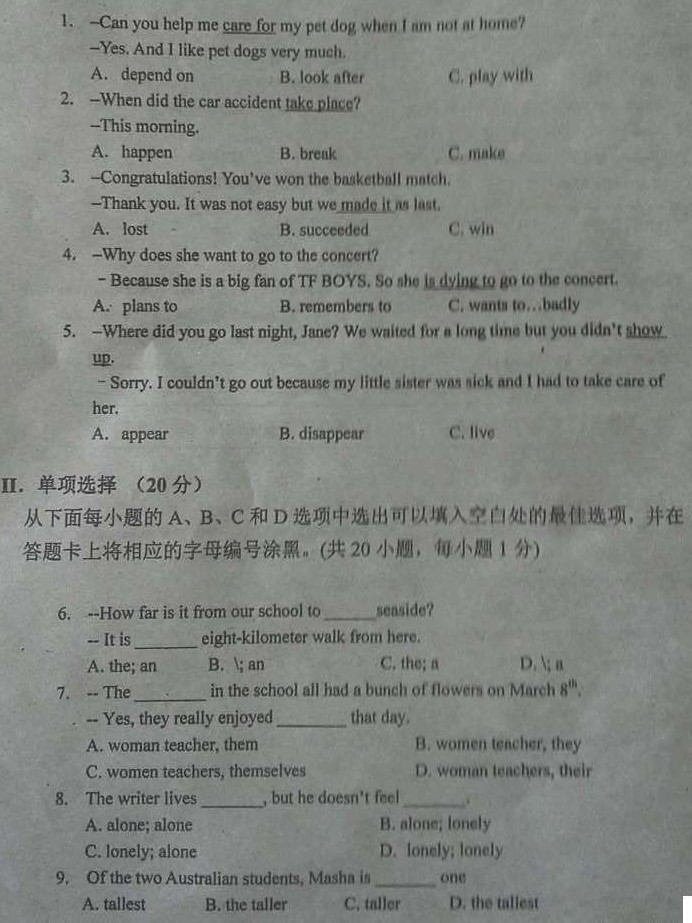 1. –Can you help me care for my pet dog when I am not at home?
–Yes. And I like pet dogs very much.
A. depend on B. look after C. play with
2. –When did the car accident take place?
–This morning.
A. happen B. break C. make
3. –Congratulations! You've won the basketball match.
–Thank you. It was not easy but we made it as last.
A. lost B. succeeded C. win
4. –Why does she want to go to the concert?
– Because she is a big fan of TF BOYS. So she is dying to go to the concert.
A. plans to B. remembers to C. wants to…badly
5. –Where did you go last night, Jane? We waited for a long time but you didn't show
up.
– Sorry. I couldn't go out because my little sister was sick and I had to take care of
her.
A. appear B. disappear C. live
II. 单项选择 (20 分)
从下面每小题的 A、B、C 和 D 选项中选出可以填入空白处的最佳选项，并在
答题卡上将相应的字母编号涂黑。(共 20 小题，每小题 1 分)
6. --How far is it from our school to ______seaside?
-- It is ______ eight-kilometer walk from here.
A. the; an B. \; an C. the; a D. \; a
7. -- The ______ in the school all had a bunch of flowers on March 8th.
-- Yes, they really enjoyed ______ that day.
A. woman teacher, them B. women teacher, they
C. women teachers, themselves D. woman teachers, their
8. The writer lives ______, but he doesn't feel ______.
A. alone; alone B. alone; lonely
C. lonely; alone D. lonely; lonely
9. Of the two Australian students, Masha is ______ one
A. tallest B. the taller C. taller D. the tallest